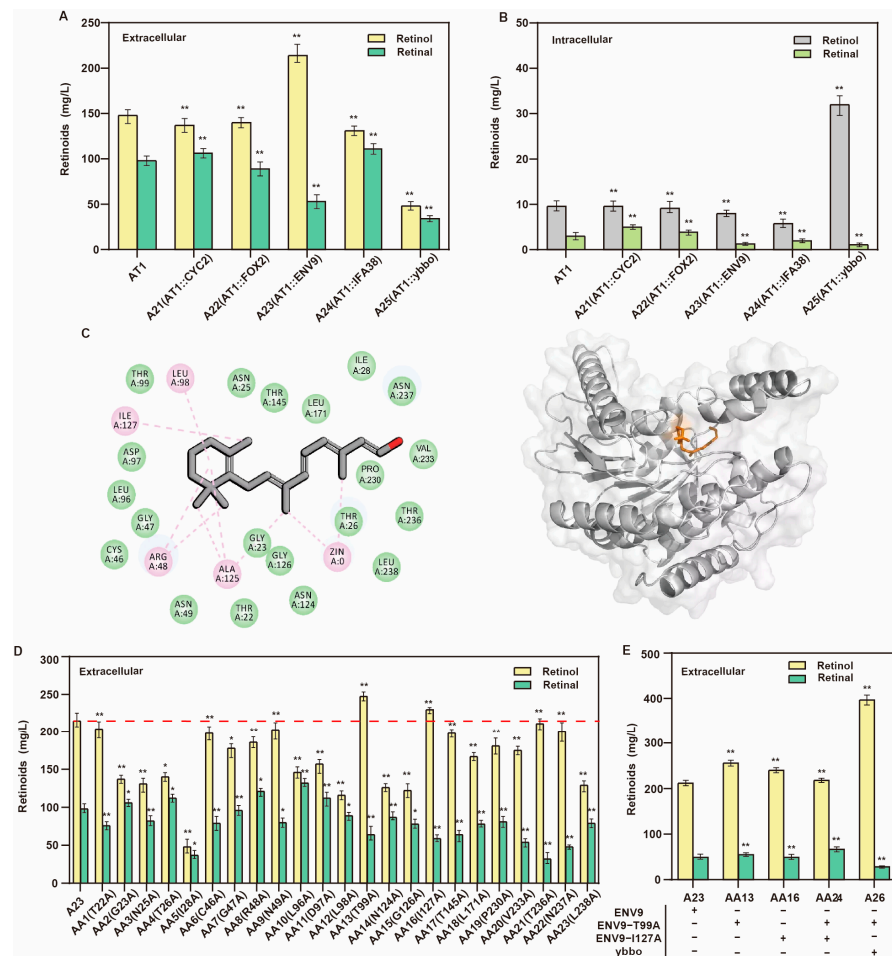 A
Extracellular
Retinol
Retinal
Retinoids (mg/L)
250
200
150
100
50
0
**
**
**
**
**
**
**
**
**
**
AT1
A21(AT1::CYC2)
A22(AT1::FOX2)
A23(AT1::ENV9)
A24(AT1::IFA38)
A25(AT1::ybbo)
B
Intracellular
Retinol
Retinal
Retinoids (mg/L)
50
40
30
20
10
0
**
**
**
**
**
**
**
**
**
**
AT1
A21(AT1::CYC2)
A22(AT1::FOX2)
A23(AT1::ENV9)
A24(AT1::IFA38)
A25(AT1::ybbo)
C
THR A:99
LEU A:98
ASN A:25
THR A:145
LEU A:171
ILE A:28
ASN A:237
ILE A:127
ASP A:97
LEU A:96
GLY A:47
CYS A:46
ARG A:48
ALA A:125
GLY A:23
GLY A:126
THR A:26
PRO A:230
VAL A:233
THR A:236
ZIN A:0
LEU A:238
ASN A:49
THR A:22
ASN A:124
D
Extracellular
Retinol
Retinal
Retinoids (mg/L)
300
250
200
150
100
50
0
A23
AA1(T22A)
AA2(G23A)
AA3(N25A)
AA4(T26A)
AA5(I28A)
AA6(C46A)
AA7(G47A)
AA8(R48A)
AA9(N49A)
AA10(L96A)
AA11(D97A)
AA12(L98A)
AA13(T99A)
AA14(N124A)
AA15(G126A)
AA16(I127A)
AA17(T145A)
AA18(L171A)
AA19(P230A)
AA20(V233A)
AA21(T236A)
AA22(N237A)
AA23(L238A)
E
Extracellular
Retinol
Retinal
Retinoids (mg/L)
500
400
300
200
100
0
**
**
**
**
**
**
**
**
A23 AA13 AA16 AA24 A26
ENV9 + − − − −
ENV9−T99A − + − + −
ENV9−I127A − − + + −
ybbo − − − − +